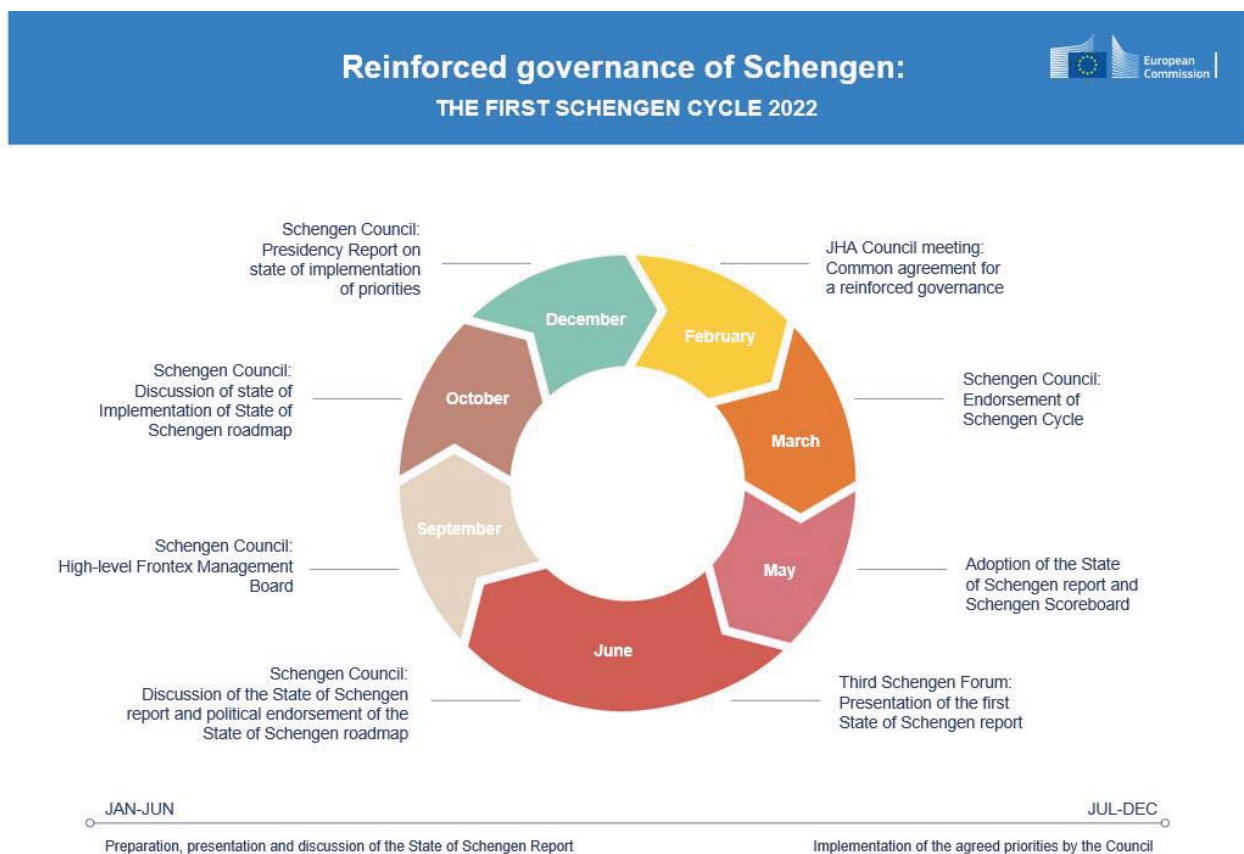 Reinforced governance of Schengen:
THE FIRST SCHENGEN CYCLE 2022
European
Commission
JHA Council meeting:
Common agreement for
a reinforced governance
February
Schengen Council:
Endorsement of
Schengen Cycle
March
Adoption of the State
of Schengen report and
Schengen Scoreboard
May
Third Schengen Forum:
Presentation of the first
State of Schengen report
June
Schengen Council:
Discussion of the State of Schengen
report and political endorsement of the
State of Schengen roadmap
September
Schengen Council:
High-level Frontex Management
Board
October
Schengen Council:
Discussion of state of
Implementation of State of
Schengen roadmap
December
Schengen Council:
Presidency Report on
state of implementation
of priorities
JAN-JUN
Preparation, presentation and discussion of the State of Schengen Report
JUL-DEC
Implementation of the agreed priorities by the Council